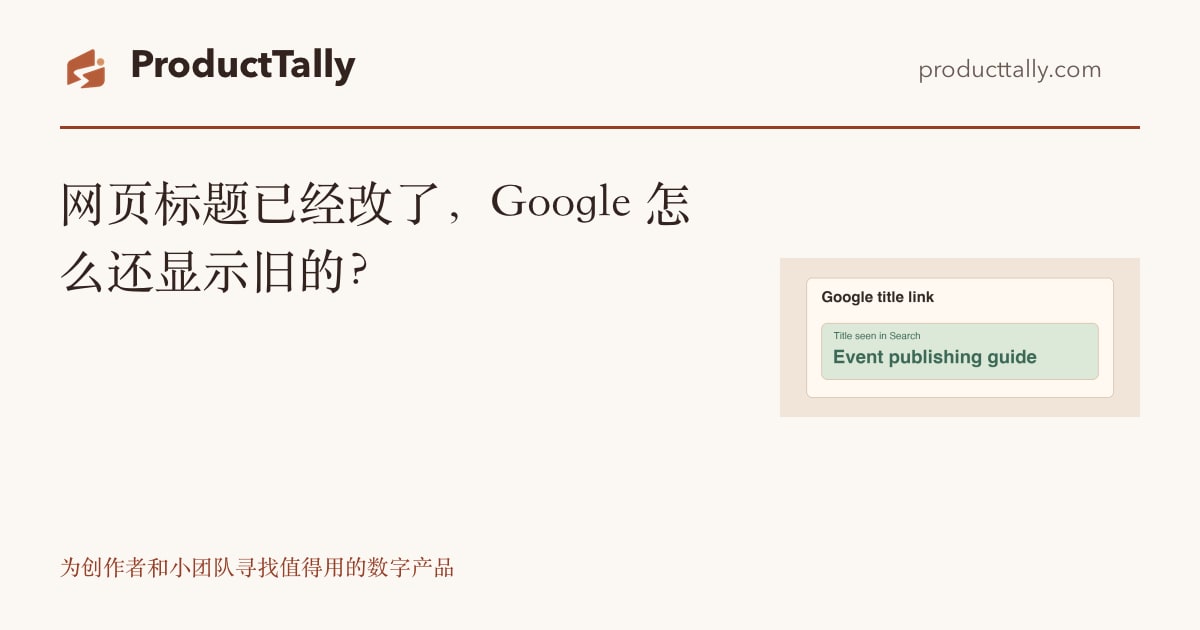 ProductTally
producttally.com
网页标题已经改了，Google 怎
么还显示旧的？
Google title link
Title seen in Search
Event publishing guide
为创作者和小团队寻找值得用的数字产品